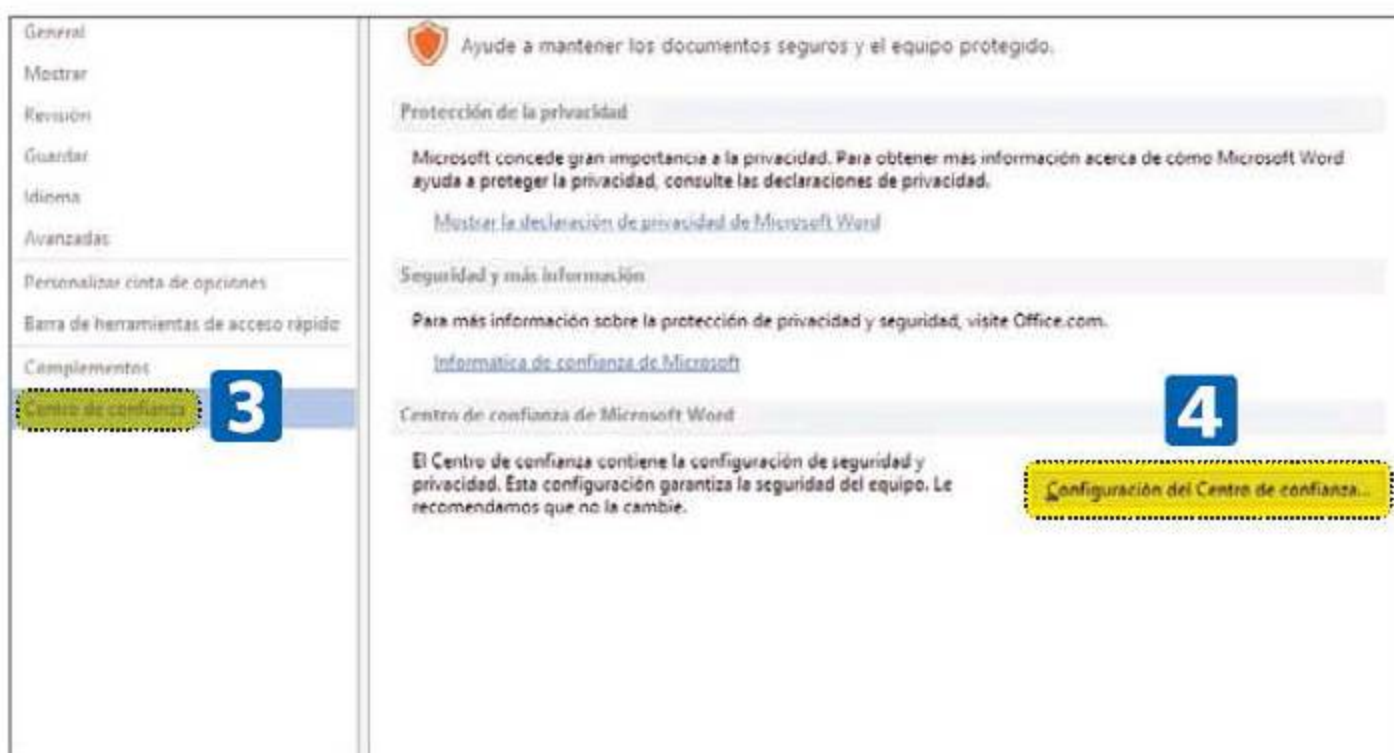 General
Mostrar
Revisión
Guardar
Idioma
Avanzadas
Personalizar cinta de opciones
Barra de herramientas de acceso rápido
Complementos
Centro de confianza
3
Ayude a mantener los documentos seguros y el equipo protegido.
Protección de la privacidad
Microsoft concede gran importancia a la privacidad. Para obtener más información acerca de cómo Microsoft Word
ayuda a proteger la privacidad, consulte las declaraciones de privacidad.
Mostrar la declaración de privacidad de Microsoft Word
Seguridad y más información
Para más información sobre la protección de privacidad y seguridad, visite Office.com.
Informática de confianza de Microsoft
Centro de confianza de Microsoft Word
4
El Centro de confianza contiene la configuración de seguridad y
privacidad. Esta configuración garantiza la seguridad del equipo. Le
recomendamos que no la cambie.
Configuración del Centro de confianza...